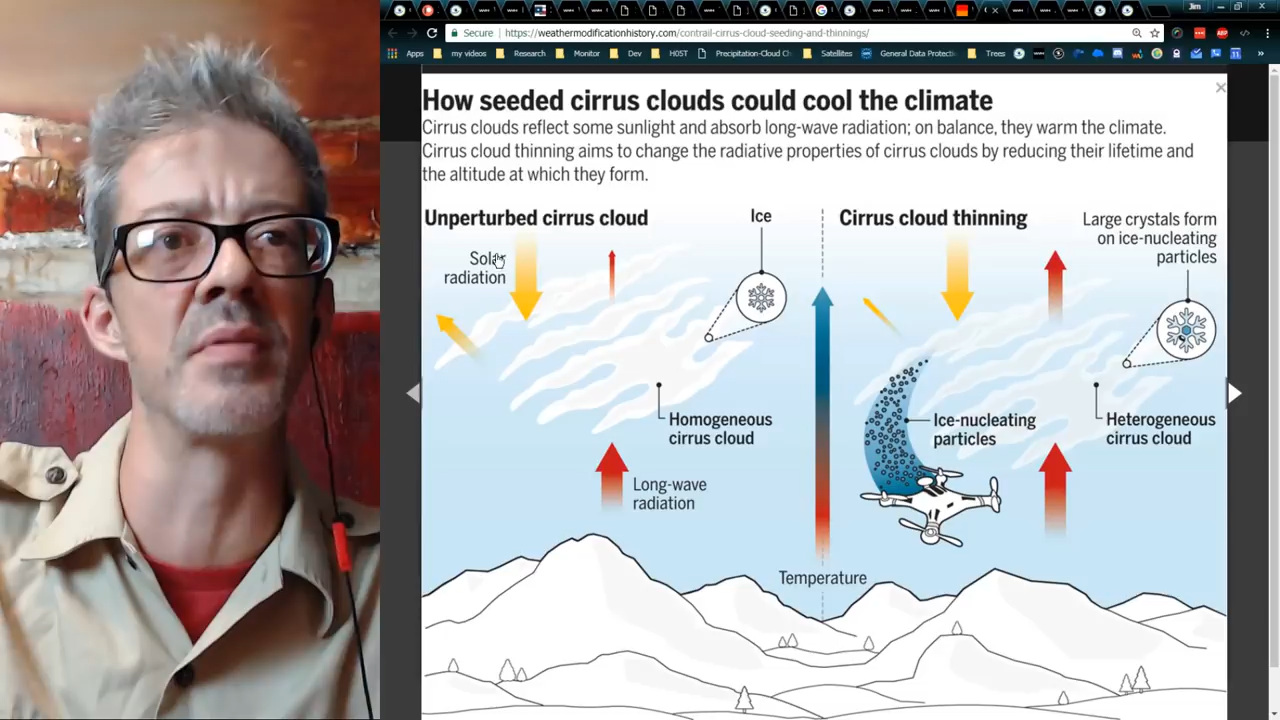 Jim
Secure
https://weathermodificationhistory.com/contrail-cirrus-cloud-seeding-and-thinnings/
Apps
my videos
Research
Monitor
Dev
H05T
Precipitation-Cloud C
Satellites
General Data Protecti
Trees
How seeded cirrus clouds could cool the climate
Cirrus clouds reflect some sunlight and absorb long-wave radiation; on balance, they warm the climate.
Cirrus cloud thinning aims to change the radiative properties of cirrus clouds by reducing their lifetime and
the altitude at which they form.
Unperturbed cirrus cloud
Ice
Solar
radiation
Homogeneous
cirrus cloud
Long-wave
radiation
Temperature
Cirrus cloud thinning
Large crystals form
on ice-nucleating
particles
Ice-nucleating
particles
Heterogeneous
cirrus cloud